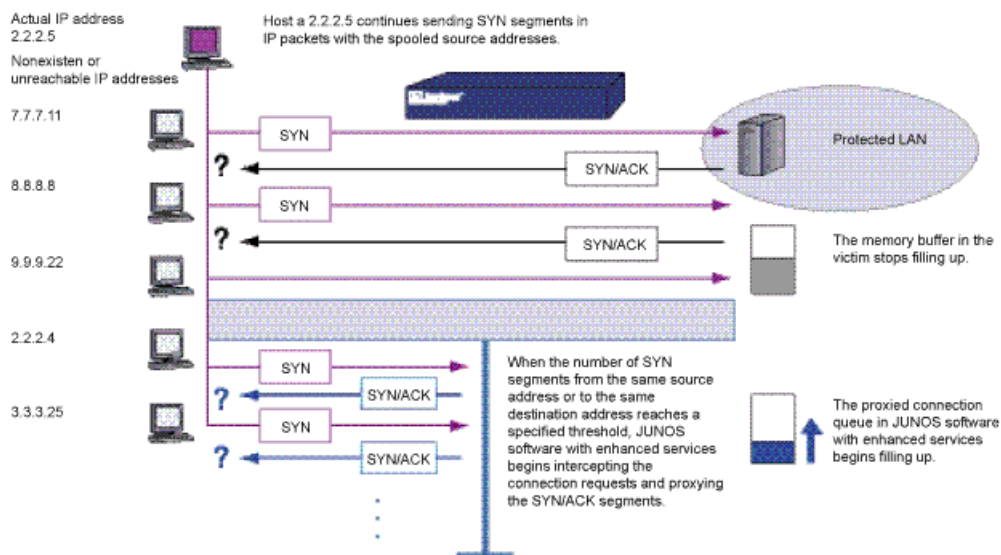 Actual IP address
2.2.2.5
Host a 2.2.2.5 continues sending SYN segments in
IP packets with the spooled source addresses.
Nonexisten or
unreachable IP addresses
7.7.7.11
SYN
Protected LAN
?
SYN/ACK
8.8.8.8
SYN
?
SYN/ACK
The memory buffer in the
victim stops filling up.
9.9.9.22
2.2.2.4
SYN
?
SYN/ACK
3.3.3.25
SYN
?
SYN/ACK
When the number of SYN
segments from the same source
address or to the same
destination address reaches a
specified threshold, JUNOS
software with enhanced services
begins intercepting the
connection requests and proxying
the SYN/ACK segments.
The proxied connection
queue in JUNOS software
with enhanced services
begins filling up.